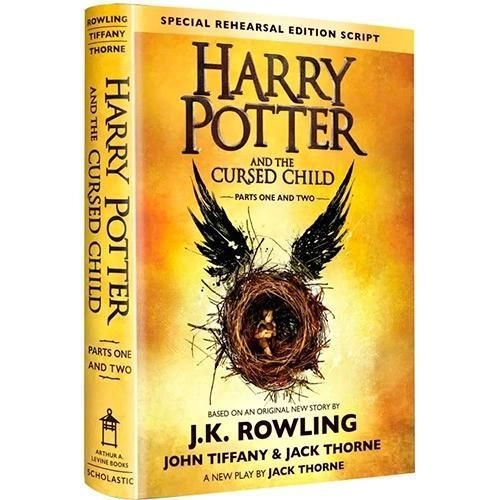 ROWLING
TIFFANY
THORNE
HARRY POTTER
AND THE CURSED CHILD
PARTS ONE
AND TWO
ARTHUR A.
LEVINE BOOKS
SCHOLASTIC
SPECIAL REHEARSAL EDITION SCRIPT
HARRY
POTTER
AND THE
CURSED CHILD
PARTS ONE AND TWO
BASED ON AN ORIGINAL NEW STORY BY
J.K. ROWLING
JOHN TIFFANY & JACK THORNE
A NEW PLAY BY JACK THORNE